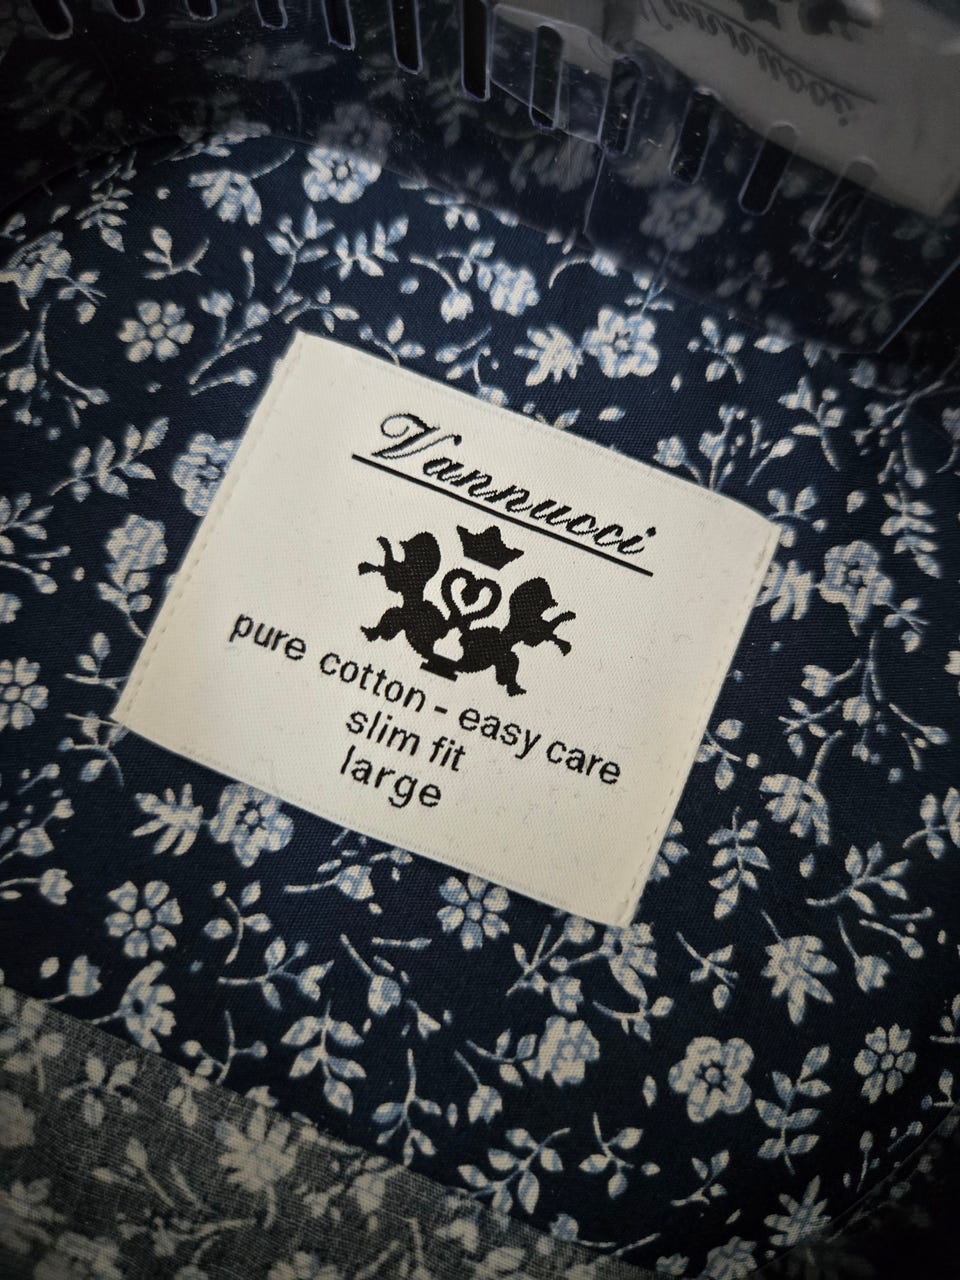 Vannucci
pure cotton - easy care
slim fit
large